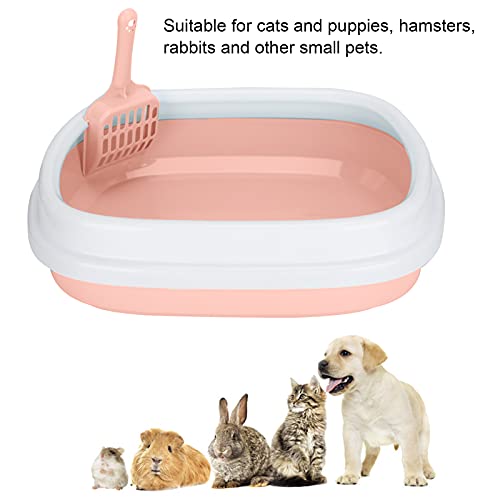 Suitable for cats and puppies, hamsters,
rabbits and other small pets.